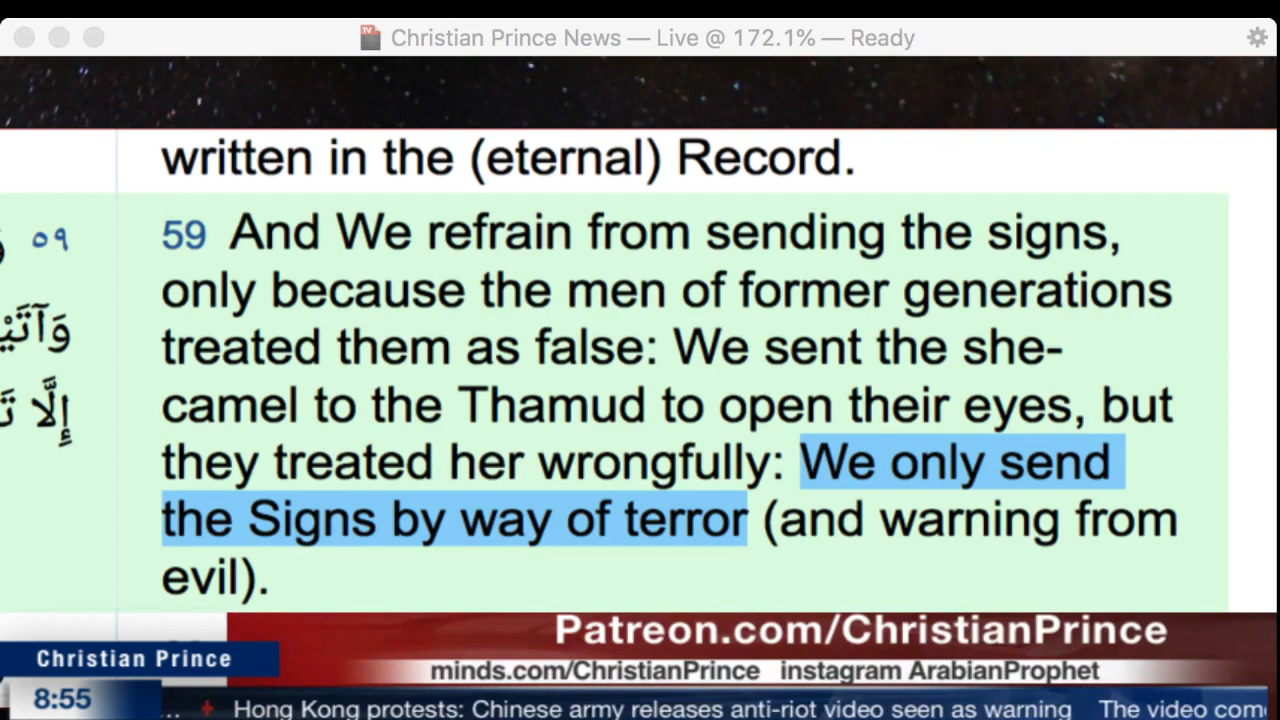 Christian Prince News — Live @ 172.1% — Ready
written in the (eternal) Record.
59 And We refrain from sending the signs,
only because the men of former generations
treated them as false: We sent the she-
camel to the Thamud to open their eyes, but
they treated her wrongfully: We only send
the Signs by way of terror (and warning from
evil).
٥٩
إِلَّا
Patreon.com/ChristianPrince
minds.com/ChristianPrince instagram ArabianProphet
Christian Prince
8:55
... Hong Kong protests: Chinese army releases anti-riot video seen as warning The video com